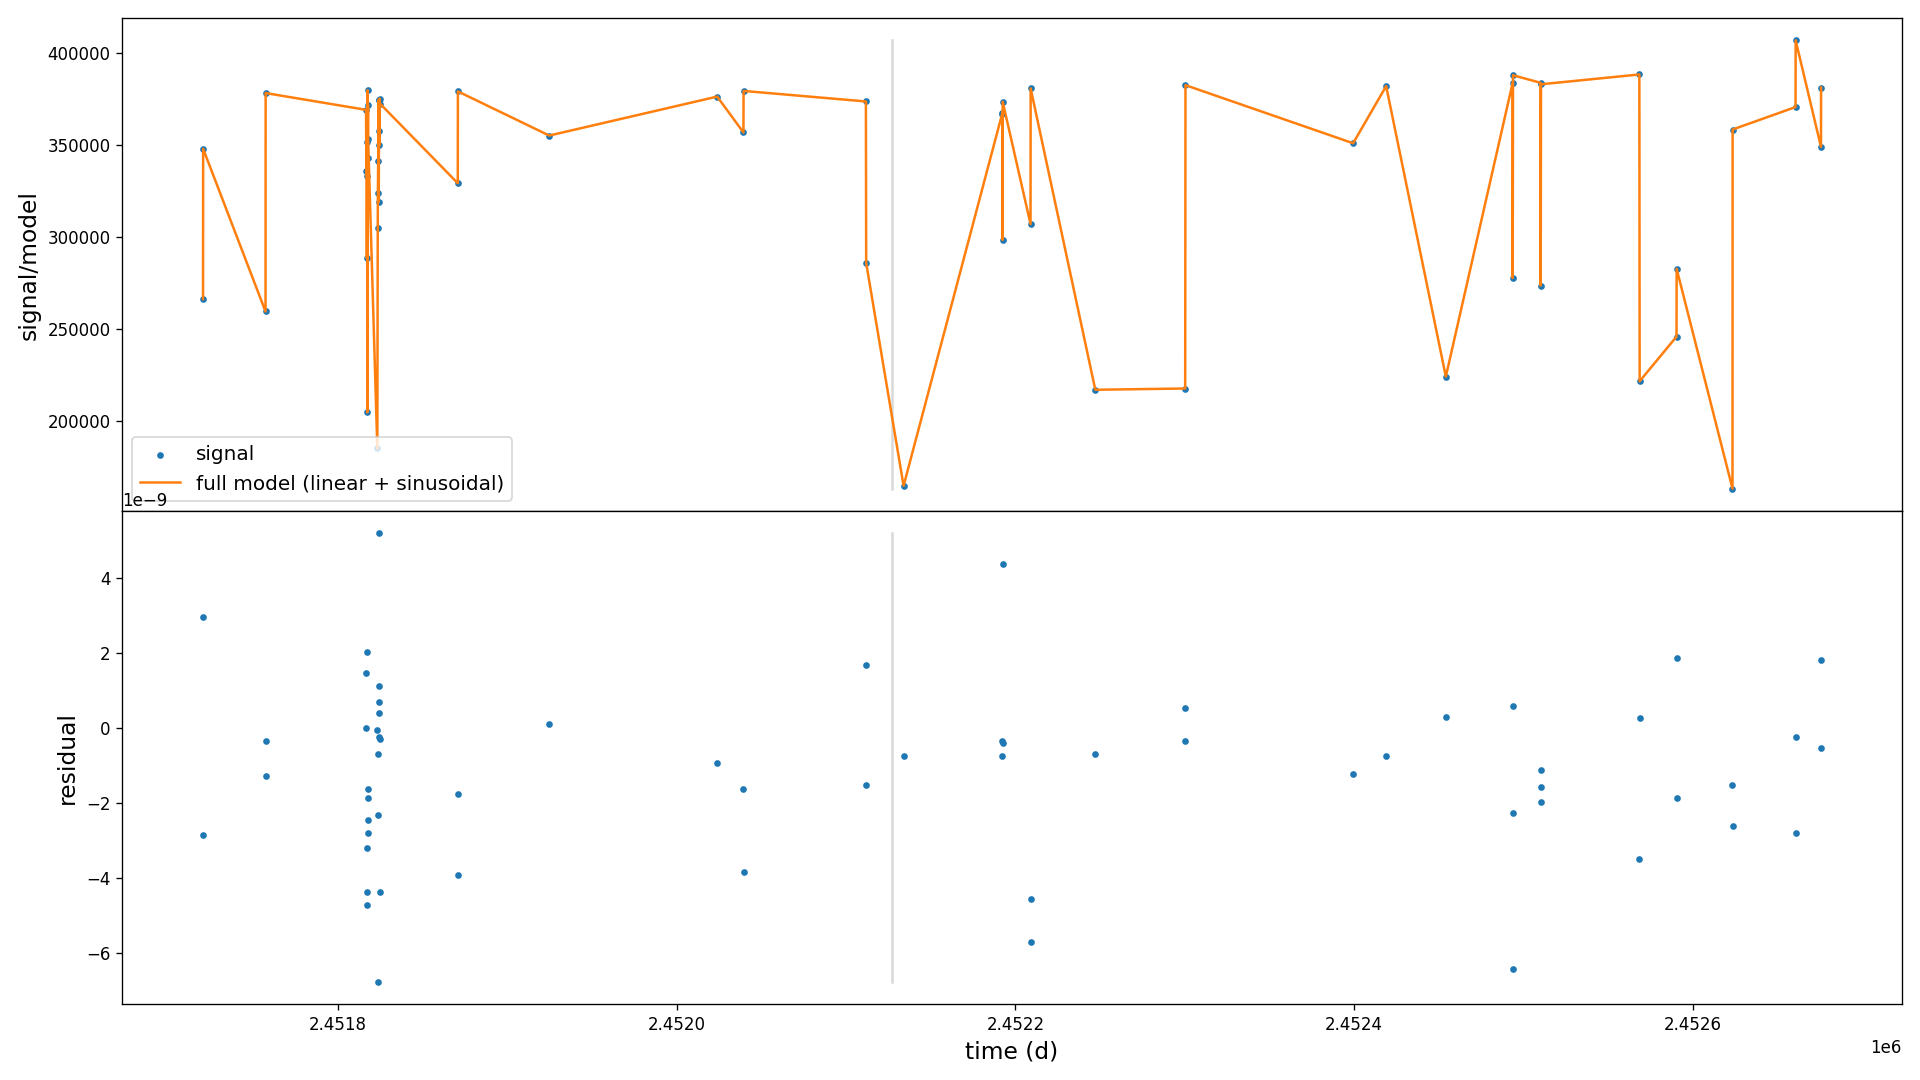 400000
350000
300000
250000
200000
signal/model
signal
full model (linear + sinusoidal)
1e−9
4
2
0
−2
−4
−6
residual
2.4518
2.4520
2.4522
2.4524
2.4526
1e6
time (d)